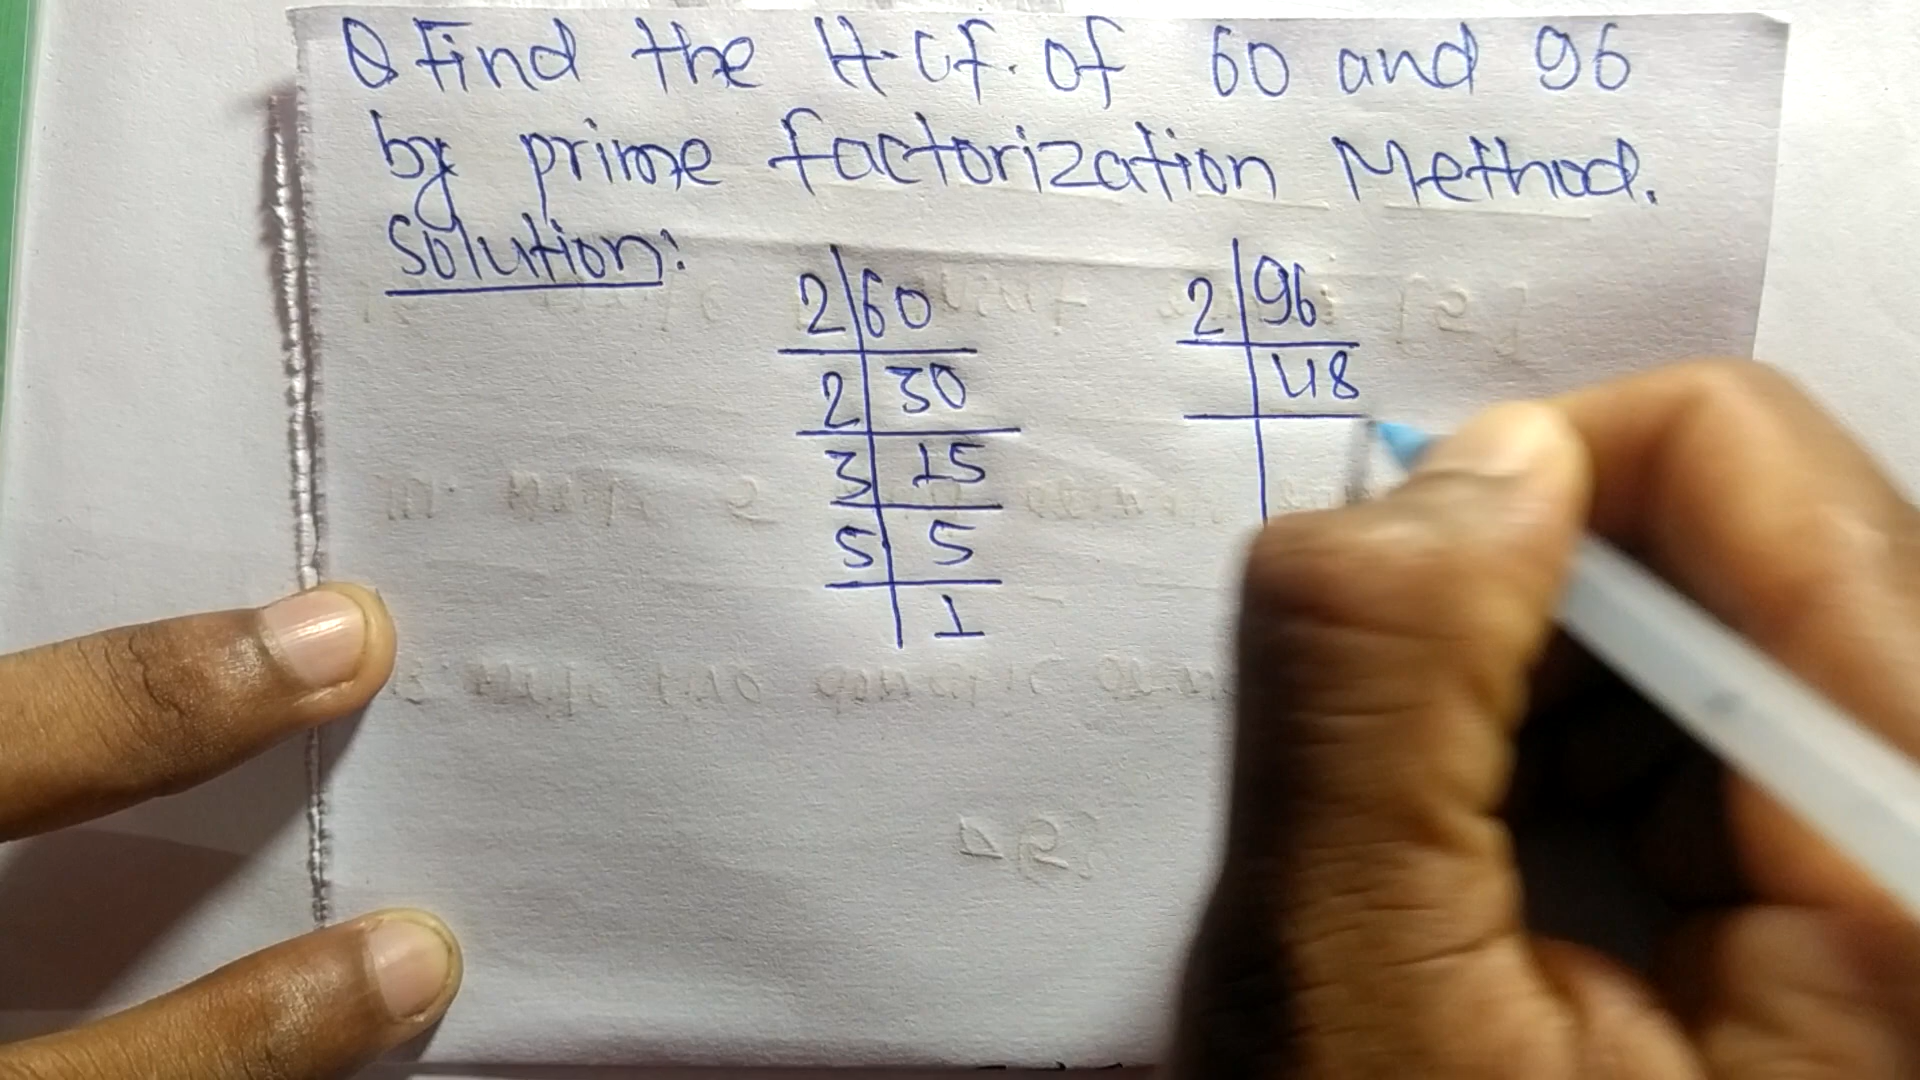 Q Find the H.C.F. of 60 and 96
by prime factorization Method.
Solution:
2 60
2 30
3 15
5 5
1
2 96
48